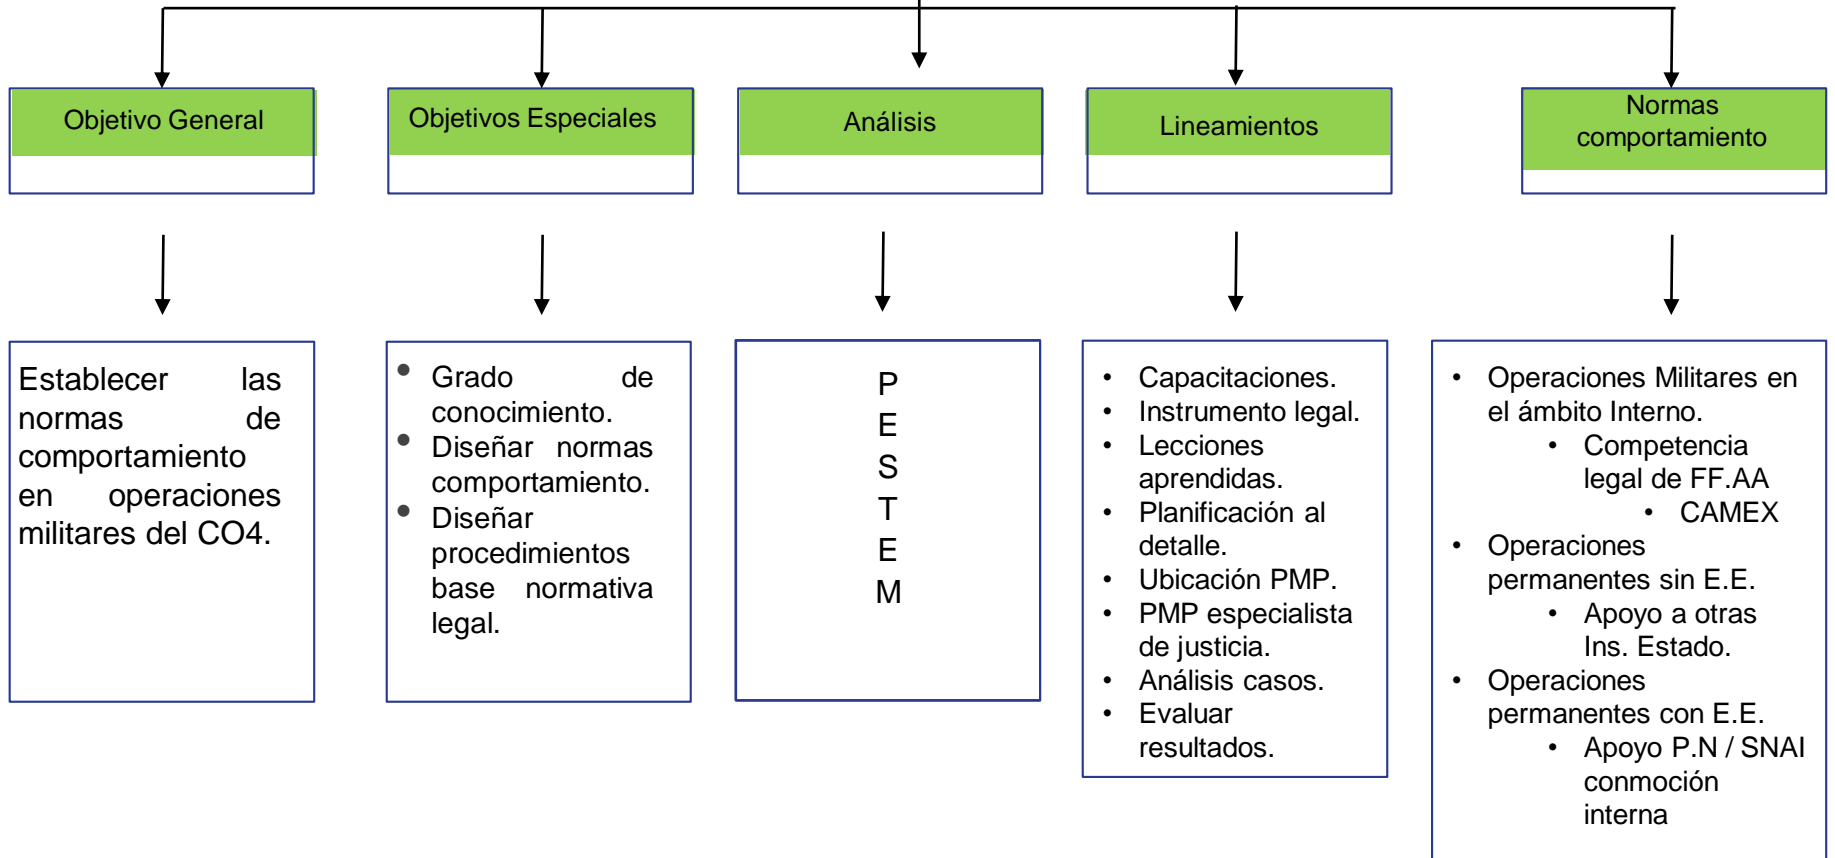 Objetivo General
Objetivos Especiales
Análisis
Lineamientos
Normas
comportamiento
Establecer las
normas de
comportamiento
en operaciones
militares del CO4.
• Grado de
conocimiento.
• Diseñar normas
comportamiento.
• Diseñar
procedimientos
base normativa
legal.
P
E
S
T
E
M
• Capacitaciones.
• Instrumento legal.
• Lecciones
aprendidas.
• Planificación al
detalle.
• Ubicación PMP.
• PMP especialista
de justicia.
• Análisis casos.
• Evaluar
resultados.
• Operaciones Militares en
el ámbito Interno.
• Competencia
legal de FF.AA
• CAMEX
• Operaciones
permanentes sin E.E.
• Apoyo a otras
Ins. Estado.
• Operaciones
permanentes con E.E.
• Apoyo P.N / SNAI
conmoción
interna